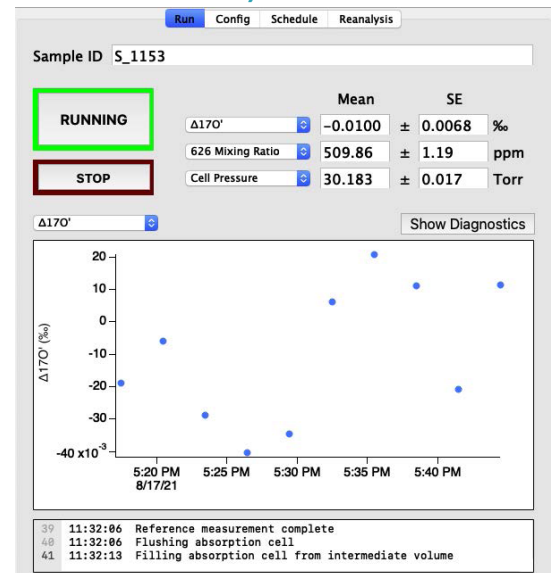 Run Config Schedule Reanalysis
Sample ID S_1153
Mean SE
RUNNING
Δ17O' -0.0100 ± 0.0068 ‰
626 Mixing Ratio 509.86 ± 1.19 ppm
STOP
Cell Pressure 30.183 ± 0.017 Torr
Δ17O' Show Diagnostics
20
10
0
-10
-20
-30
-40 x10-3
Δ17O' (‰)
5:20 PM 5:25 PM 5:30 PM 5:35 PM 5:40 PM
8/17/21
39 11:32:06 Reference measurement complete
40 11:32:06 Flushing absorption cell
41 11:32:13 Filling absorption cell from intermediate volume